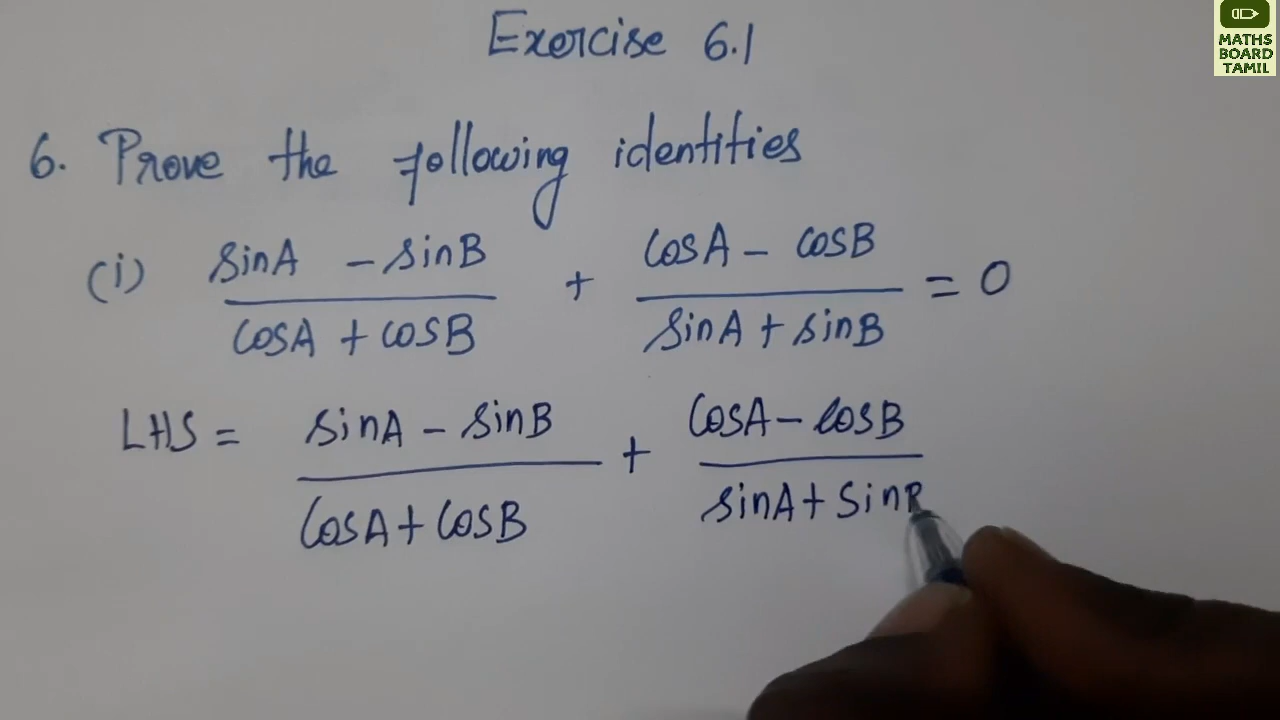 MATHS
BOARD
TAMIL
Exercise 6.1
6. Prove the following identities
(i) sinA - sinB / cosA + cosB + cosA - cosB / sinA + sinB = 0
LHS = sinA - sinB / cosA + cosB + cosA - cosB / sinA + sinB